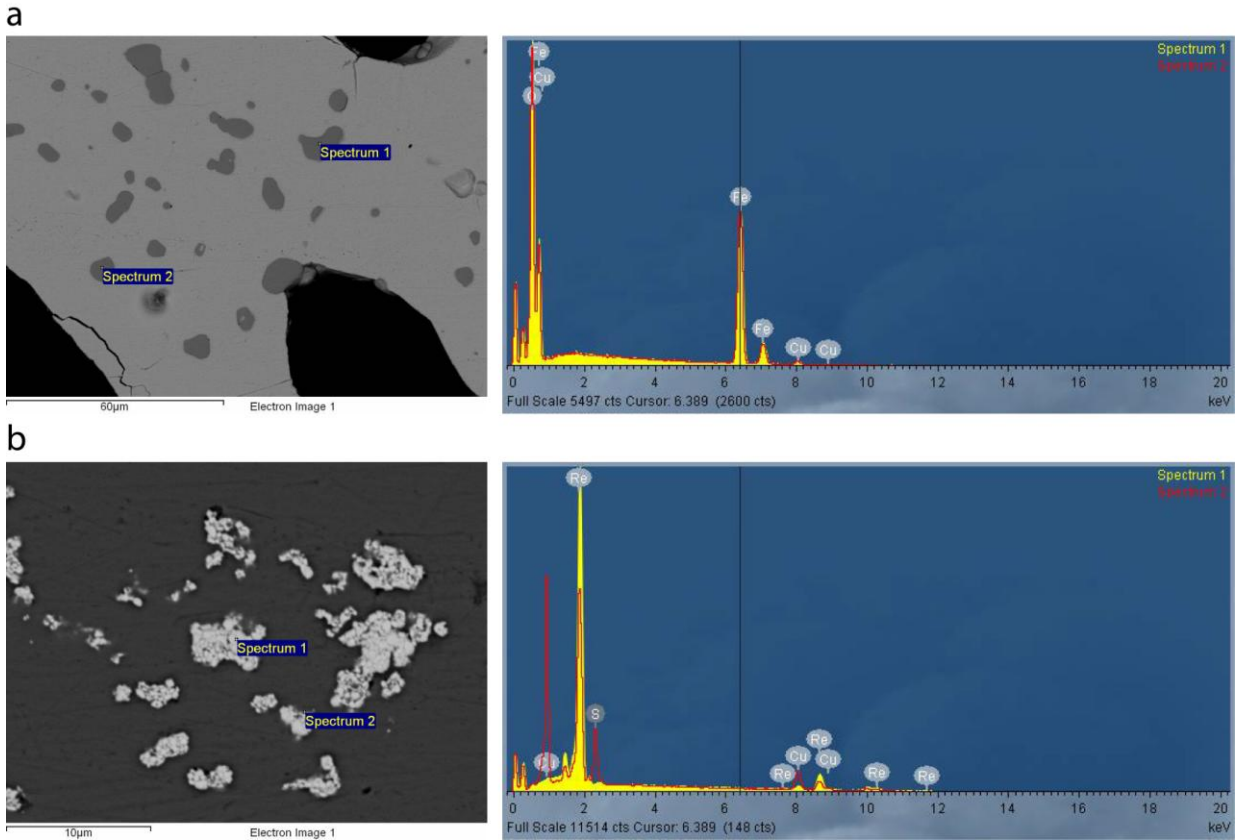 a
Spectrum 1
Spectrum 2
60µm
Electron Image 1
Spectrum 1
Spectrum 2
Fe
Cu
O
Fe
Fe
Cu
Cu
0 2 4 6 8 10 12 14 16 18 20
Full Scale 5497 cts Cursor: 6.389 (2600 cts)
keV
b
Spectrum 1
Spectrum 2
10µm
Electron Image 1
Spectrum 1
Re
S
Cu
Re
Cu
Re
Cu
Re
Re
0 2 4 6 8 10 12 14 16 18 20
Full Scale 11514 cts Cursor: 6.389 (148 cts)
keV